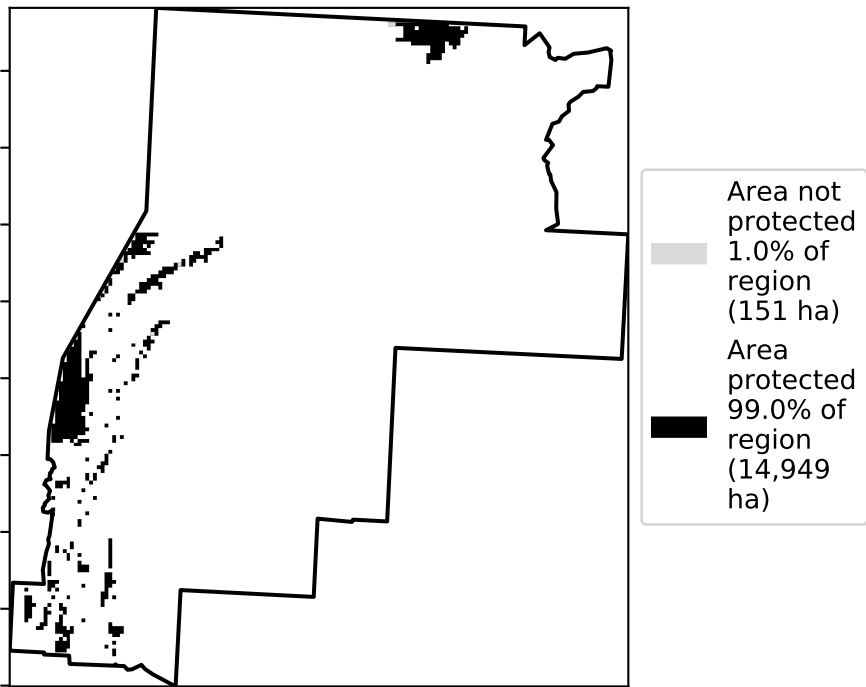 Area not
protected
1.0% of
region
(151 ha)
Area
protected
99.0% of
region
(14,949
ha)